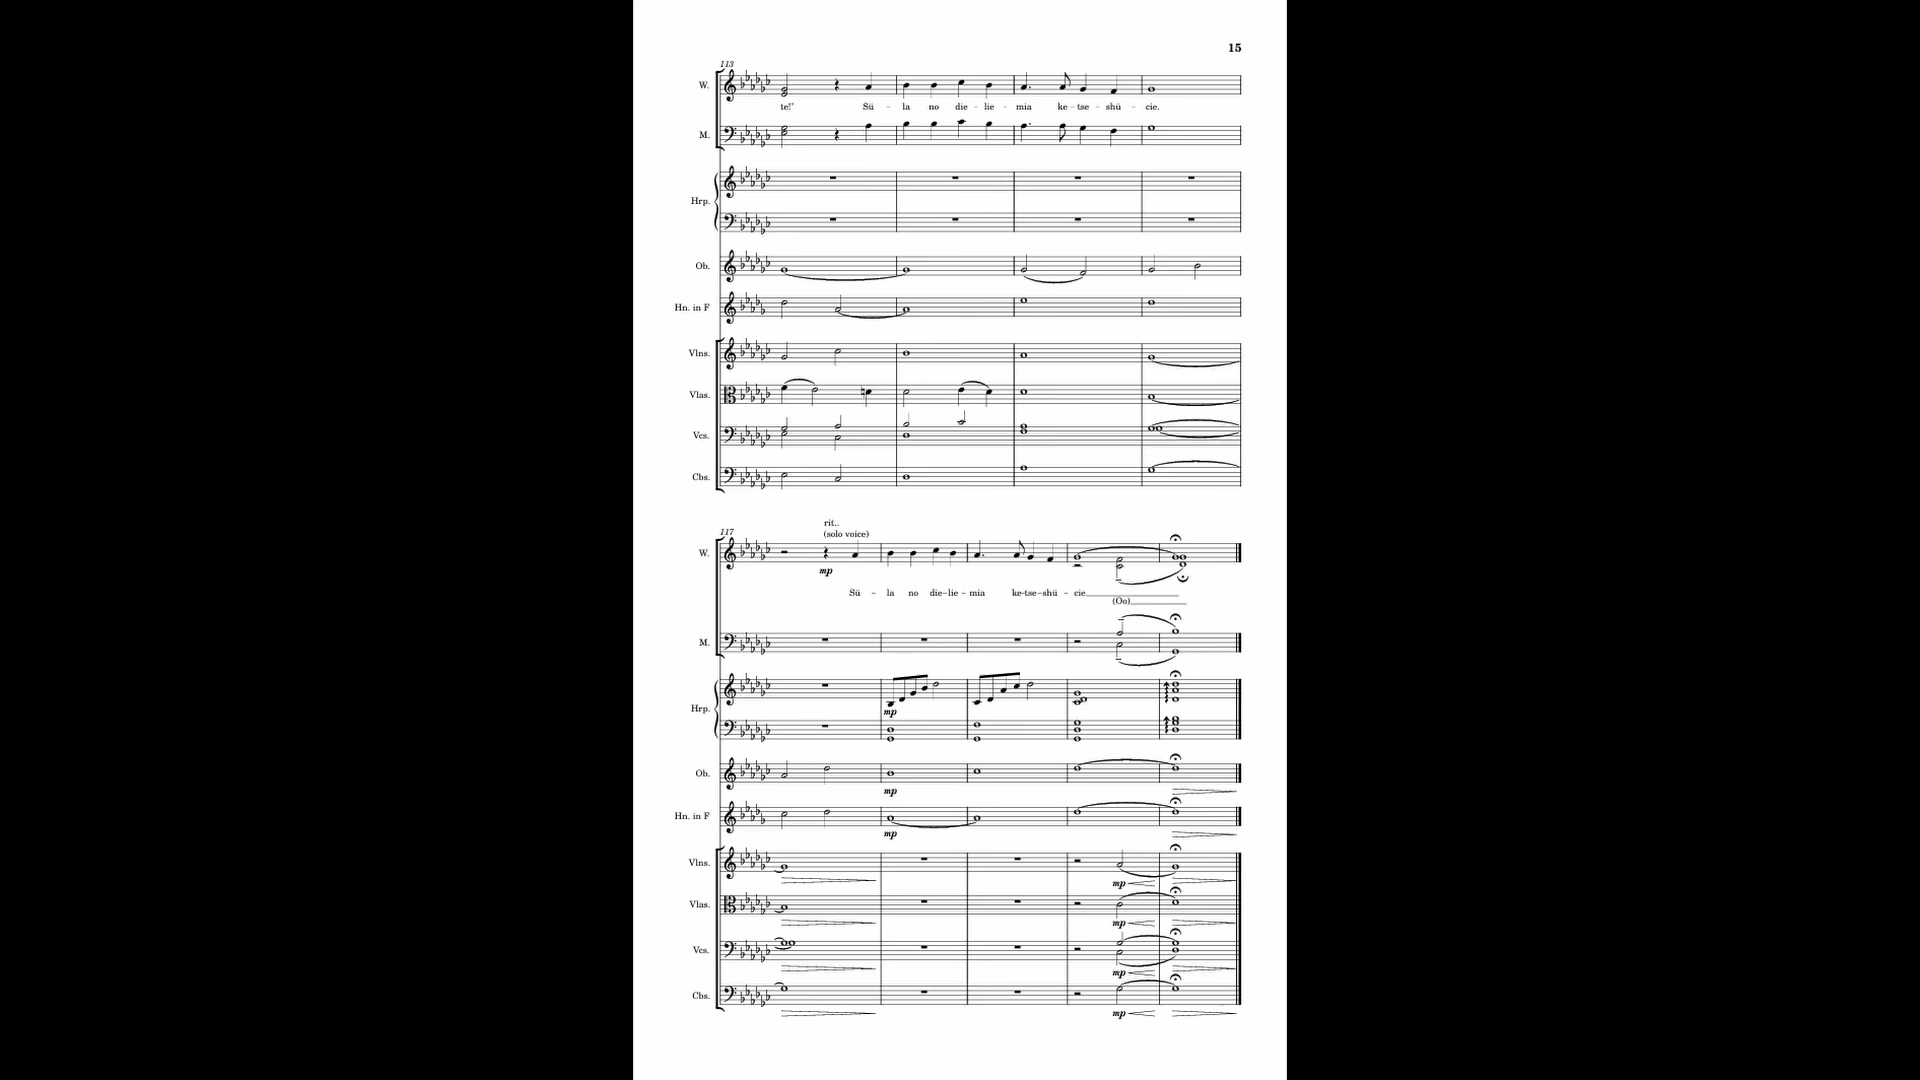 15
113
W.
te!" Sü – la no die – lie – mia ke – tse – shü – cie.
M.
Hrp.
Ob.
Hn. in F
Vlns.
Vlas.
Vcs.
Cbs.
117
rit..
(solo voice)
W.
mp
Sü – la no die – lie – mia ke – tse – shü – cie
(Oo)
M.
Hrp.
mp
Ob.
mp
Hn. in F
mp
Vlns.
mp
Vlas.
mp
Vcs.
mp
Cbs.
mp